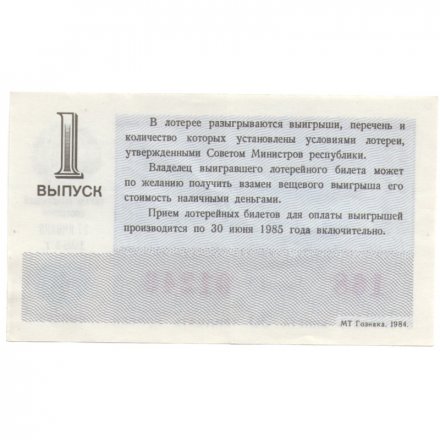 1
ВЫПУСК
В лотерее разыгрываются выигрыши, перечень и
количество которых установлены условиями лотереи,
утвержденными Советом Министров республики.
Владелец выигравшего лотерейного билета может
по желанию получить взамен вещевого выигрыша его
стоимость наличными деньгами.
Прием лотерейных билетов для оплаты выигрышей
производится по 30 июня 1985 года включительно.
МТ Гознака. 1984.